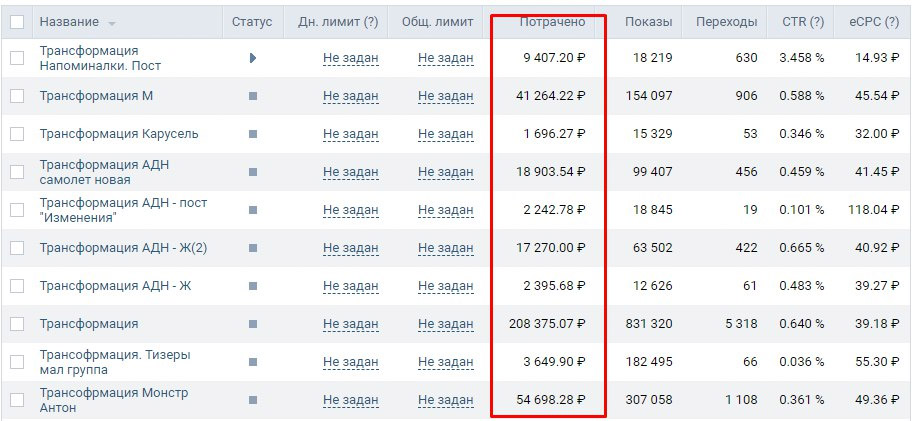 Название Статус Дн. лимит (?) Общ. лимит Потрачено Показы Переходы CTR (?) eCPC (?)
Трансформация
Напоминалки. Пост Не задан Не задан 9 407.20 ₽ 18 219 630 3.458 % 14.93 ₽
Трансформация М Не задан Не задан 41 264.22 ₽ 154 097 906 0.588 % 45.54 ₽
Трансформация Карусель Не задан Не задан 1 696.27 ₽ 15 329 53 0.346 % 32.00 ₽
Трансформация АДН
самолет новая Не задан Не задан 18 903.54 ₽ 99 407 456 0.459 % 41.45 ₽
Трансформация АДН - пост
"Изменения" Не задан Не задан 2 242.78 ₽ 18 845 19 0.101 % 118.04 ₽
Трансформация АДН - Ж(2) Не задан Не задан 17 270.00 ₽ 63 502 422 0.665 % 40.92 ₽
Трансформация АДН - Ж Не задан Не задан 2 395.68 ₽ 12 626 61 0.483 % 39.27 ₽
Трансформация Не задан Не задан 208 375.07 ₽ 831 320 5 318 0.640 % 39.18 ₽
Трансофрмация. Тизеры
мал группа Не задан Не задан 3 649.90 ₽ 182 495 66 0.036 % 55.30 ₽
Трансофрмация Монстр
Антон Не задан Не задан 54 698.28 ₽ 307 058 1 108 0.361 % 49.36 ₽